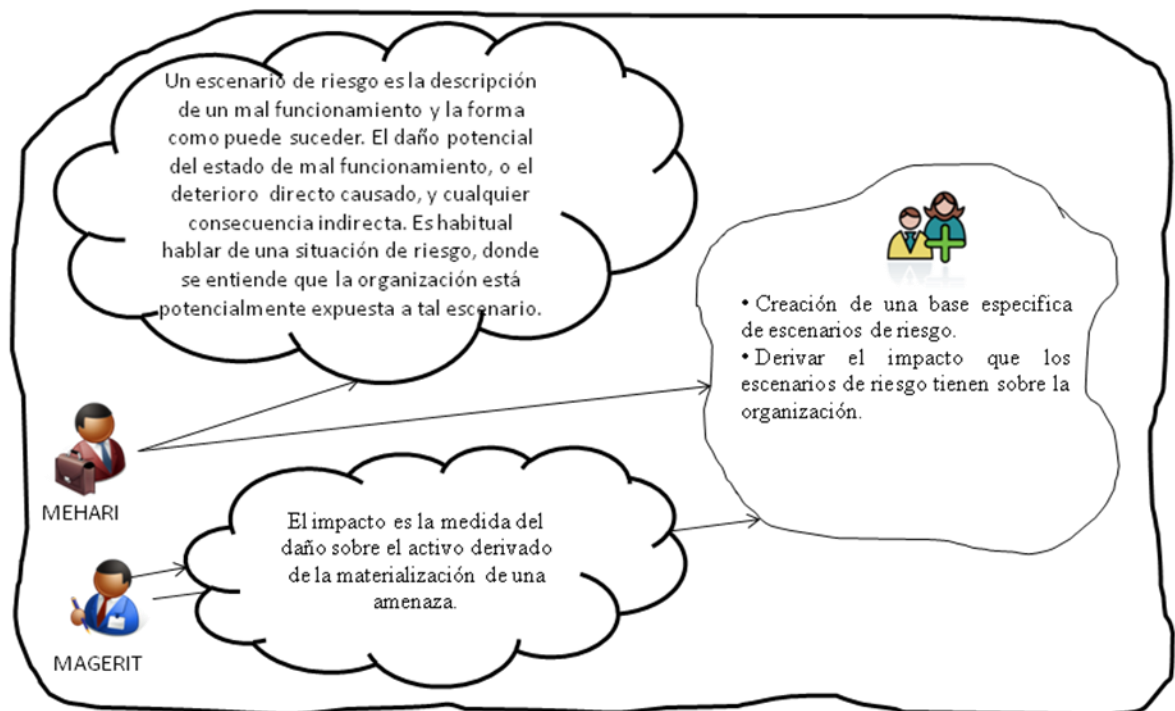 Un escenario de riesgo es la descripción
de un mal funcionamiento y la forma
como puede suceder. El daño potencial
del estado de mal funcionamiento, o el
deterioro directo causado, y cualquier
consecuencia indirecta. Es habitual
hablar de una situación de riesgo, donde
se entiende que la organización está
potencialmente expuesta a tal escenario.
• Creación de una base especifica
de escenarios de riesgo.
• Derivar el impacto que los
escenarios de riesgo tienen sobre la
organización.
MEHARI
El impacto es la medida del
daño sobre el activo derivado
de la materialización de una
amenaza.
MAGERIT